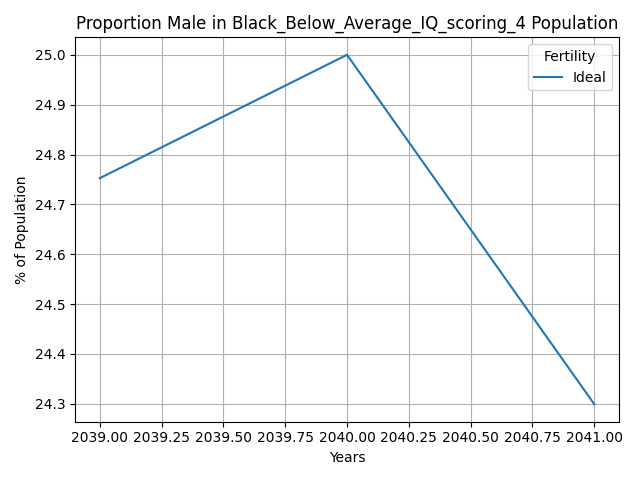 Proportion Male in Black_Below_Average_IQ_scoring_4 Population
25.0
24.9
24.8
24.7
24.6
24.5
24.4
24.3
% of Population
Fertility
Ideal
2039.00 2039.25 2039.50 2039.75 2040.00 2040.25 2040.50 2040.75 2041.00
Years